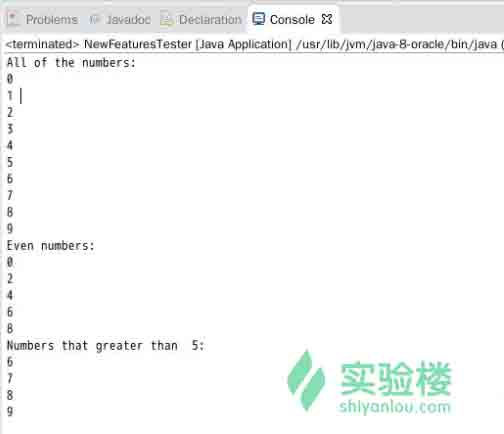 Problems @ Javadoc Declaration Console
<terminated> NewFeaturesTester [Java Application] /usr/lib/jvm/java-8-oracle/bin/java (
All of the numbers:
0
1
2
3
4
5
6
7
8
9
Even numbers:
0
2
4
6
8
Numbers that greater than  5:
6
7
8
9
实验楼
shiyanlou.com